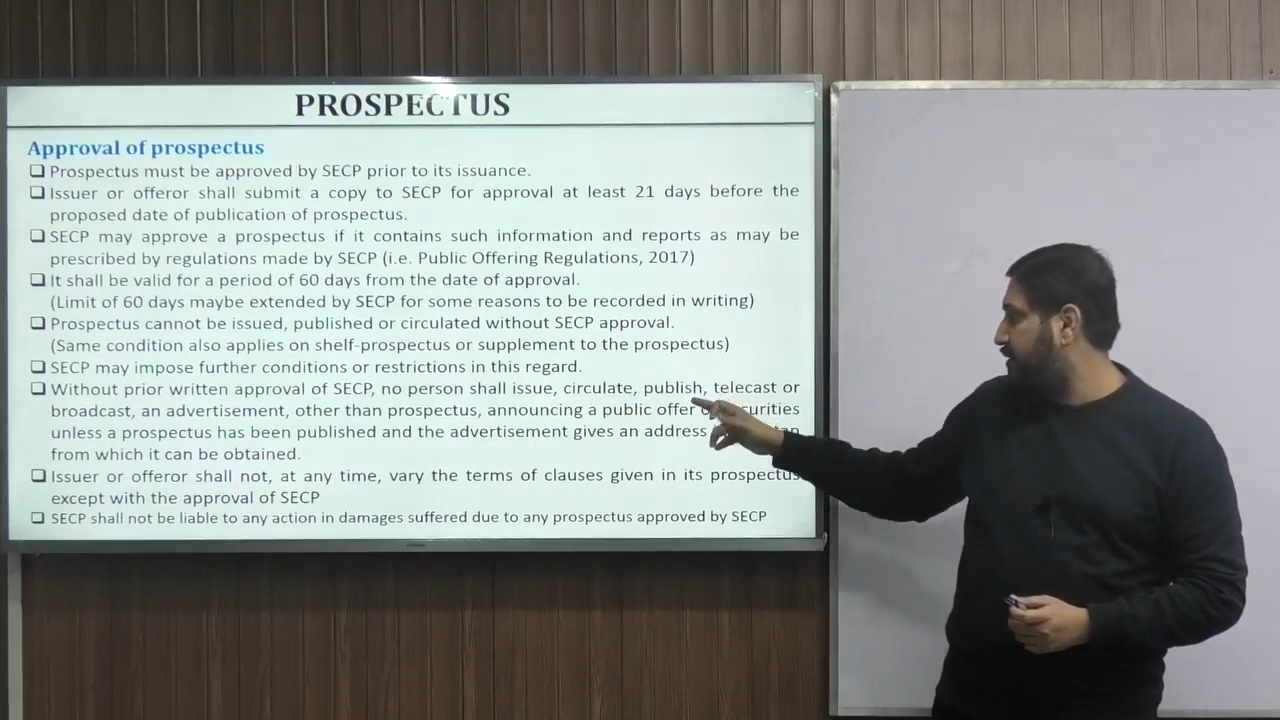 PROSPECTUS
Approval of prospectus
❑ Prospectus must be approved by SECP prior to its issuance.
❑ Issuer or offeror shall submit a copy to SECP for approval at least 21 days before the
proposed date of publication of prospectus.
❑ SECP may approve a prospectus if it contains such information and reports as may be
prescribed by regulations made by SECP (i.e. Public Offering Regulations, 2017)
❑ It shall be valid for a period of 60 days from the date of approval.
(Limit of 60 days maybe extended by SECP for some reasons to be recorded in writing)
❑ Prospectus cannot be issued, published or circulated without SECP approval.
(Same condition also applies on shelf-prospectus or supplement to the prospectus)
❑ SECP may impose further conditions or restrictions in this regard.
❑ Without prior written approval of SECP, no person shall issue, circulate, publish, telecast or
broadcast, an advertisement, other than prospectus, announcing a public offer
unless a prospectus has been published and the advertisement gives an address
from which it can be obtained.
❑ Issuer or offeror shall not, at any time, vary the terms of clauses given in its prospectus
except with the approval of SECP
❑ SECP shall not be liable to any action in damages suffered due to any prospectus approved by SECP